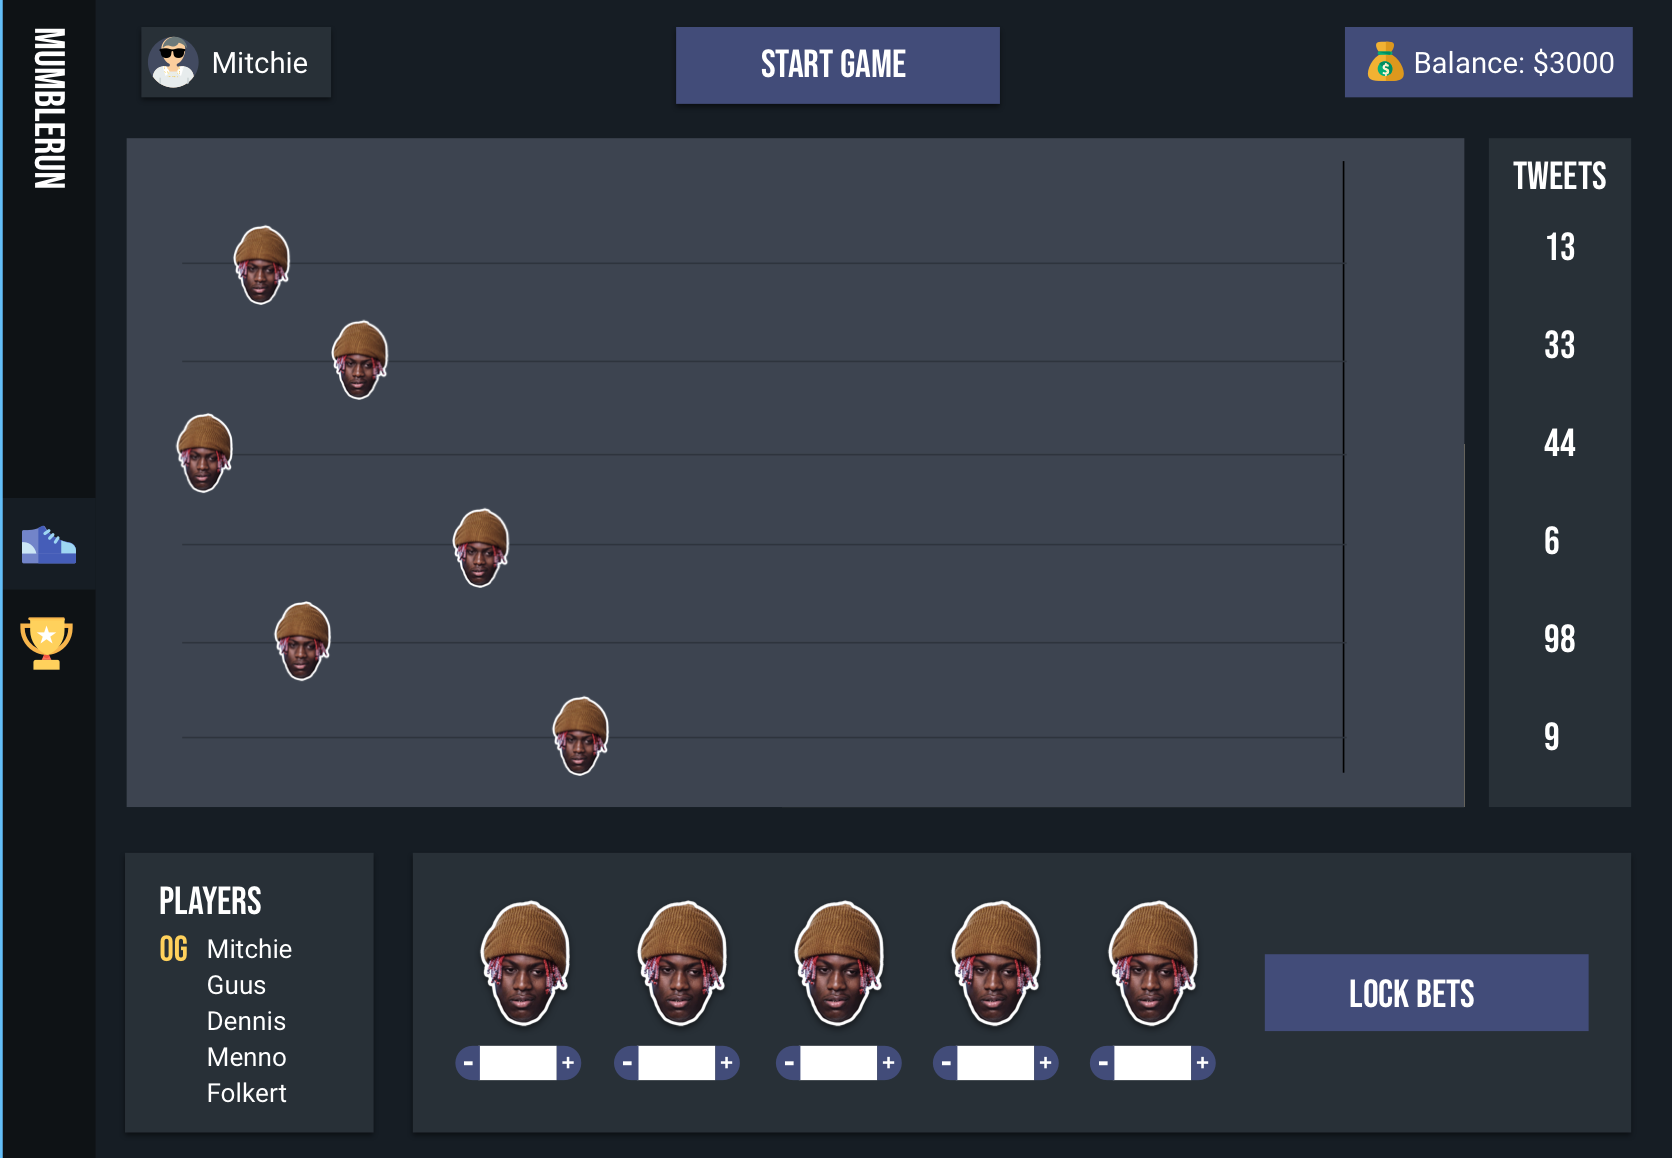 MUMBLERUN
Mitchie
START GAME
Balance: $3000
TWEETS
13
33
44
6
98
9
PLAYERS
OG Mitchie
Guus
Dennis
Menno
Folkert
- + - + - + - + - +
LOCK BETS